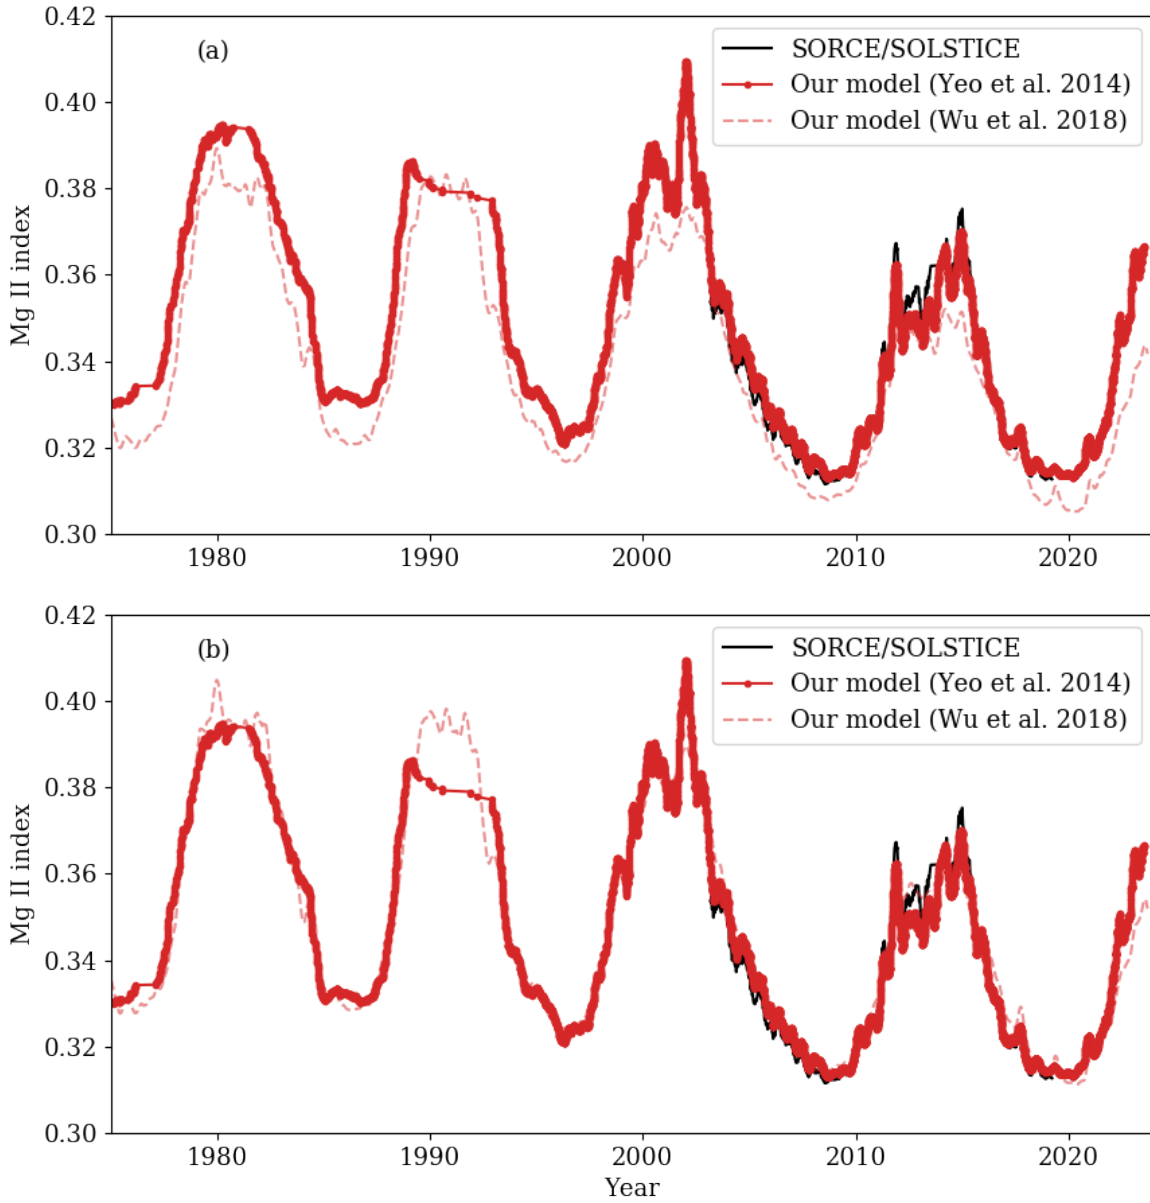 0.42
(a)
SORCE/SOLSTICE
Our model (Yeo et al. 2014)
Our model (Wu et al. 2018)
0.40
0.38
0.36
0.34
0.32
0.30
Mg II index
1980
1990
2000
2010
2020
0.42
(b)
SORCE/SOLSTICE
Our model (Yeo et al. 2014)
Our model (Wu et al. 2018)
0.40
0.38
0.36
0.34
0.32
0.30
Mg II index
1980
1990
2000
2010
2020
Year